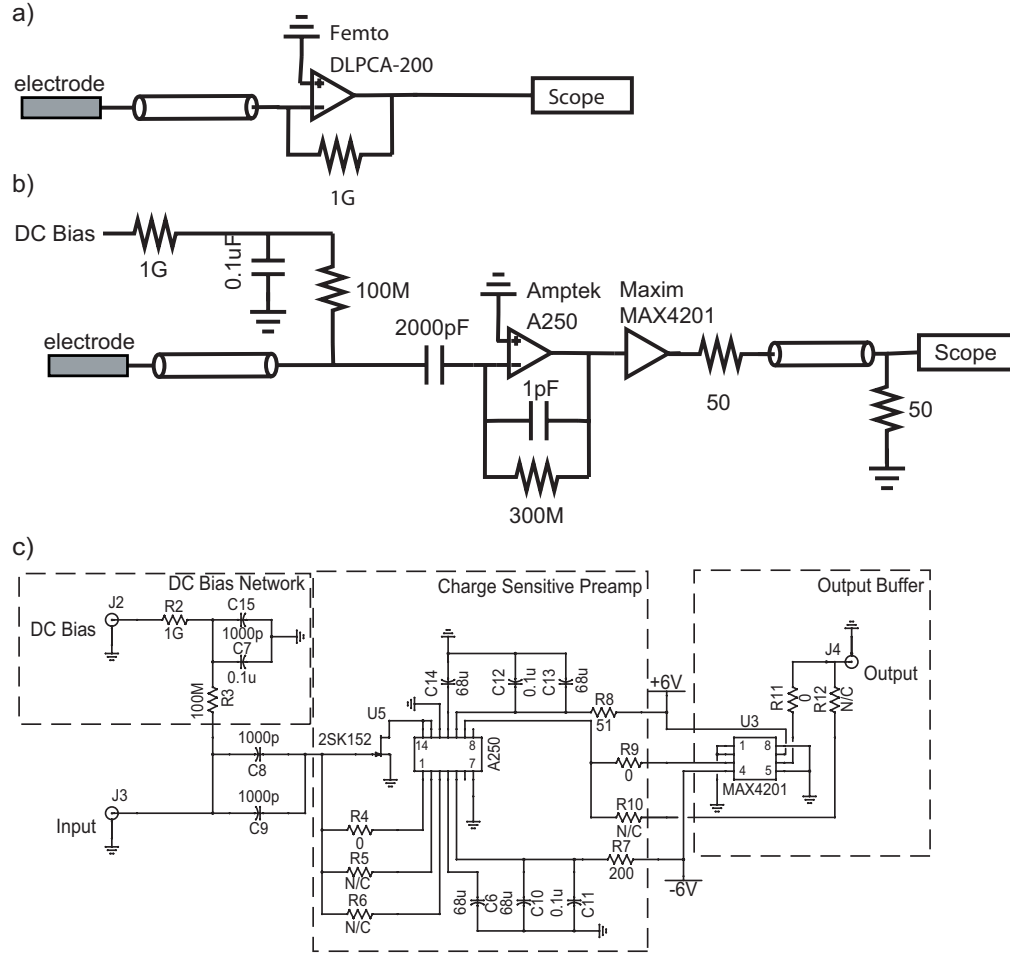 a)
Femto
DLPCA-200
electrode
Scope
1G
b)
DC Bias
1G
0.1uF
100M
2000pF
Amptek
A250
Maxim
MAX4201
electrode
Scope
1pF
50
50
300M
c)
DC Bias Network
Charge Sensitive Preamp
Output Buffer
J2
R2
C15
DC Bias
1G
1000p
C7
0.1u
100M
R3
C14
68u
C12
0.1u
C13
68u
+6V
J4
Output
R11
0
R12
N/C
U5
R8
51
2SK152
14
8
1
7
A250
U3
1
8
4
5
MAX4201
1000p
C8
R9
0
J3
1000p
C9
Input
R10
N/C
R4
0
R5
N/C
R6
N/C
R7
200
-6V
68u
C6
68u
C10
0.1u
C11